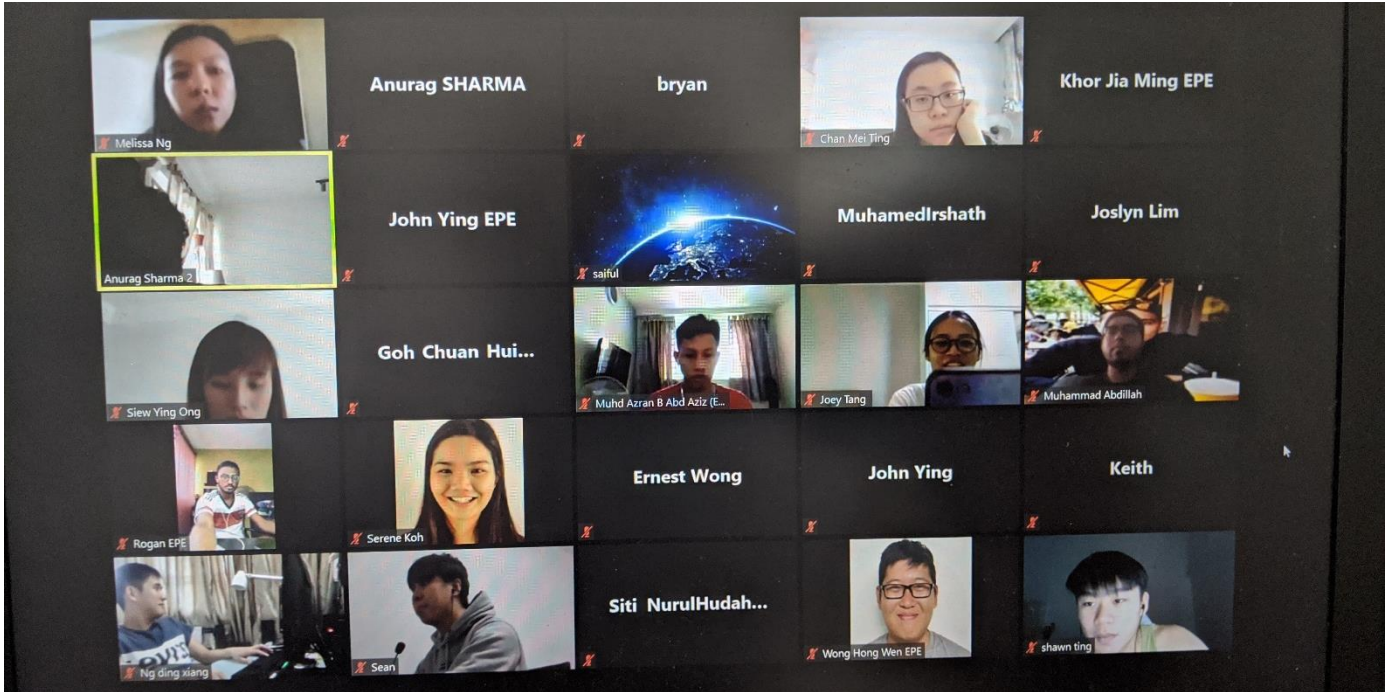 Melissa Ng
Anurag SHARMA
bryan
Chan Mei Ting
Khor Jia Ming EPE
Anurag Sharma 2
John Ying EPE
saiful
MuhamedIrshath
Joslyn Lim
Siew Ying Ong
Goh Chuan Hui...
Muhd Azran B Abd Aziz (E...
Joey Tang
Muhammad Abdillah
Rogan EPE
Serene Koh
Ernest Wong
John Ying
Keith
Ng ding xiang
Sean
Siti NurulHudah...
Wong Hong Wen EPE
shawn ting